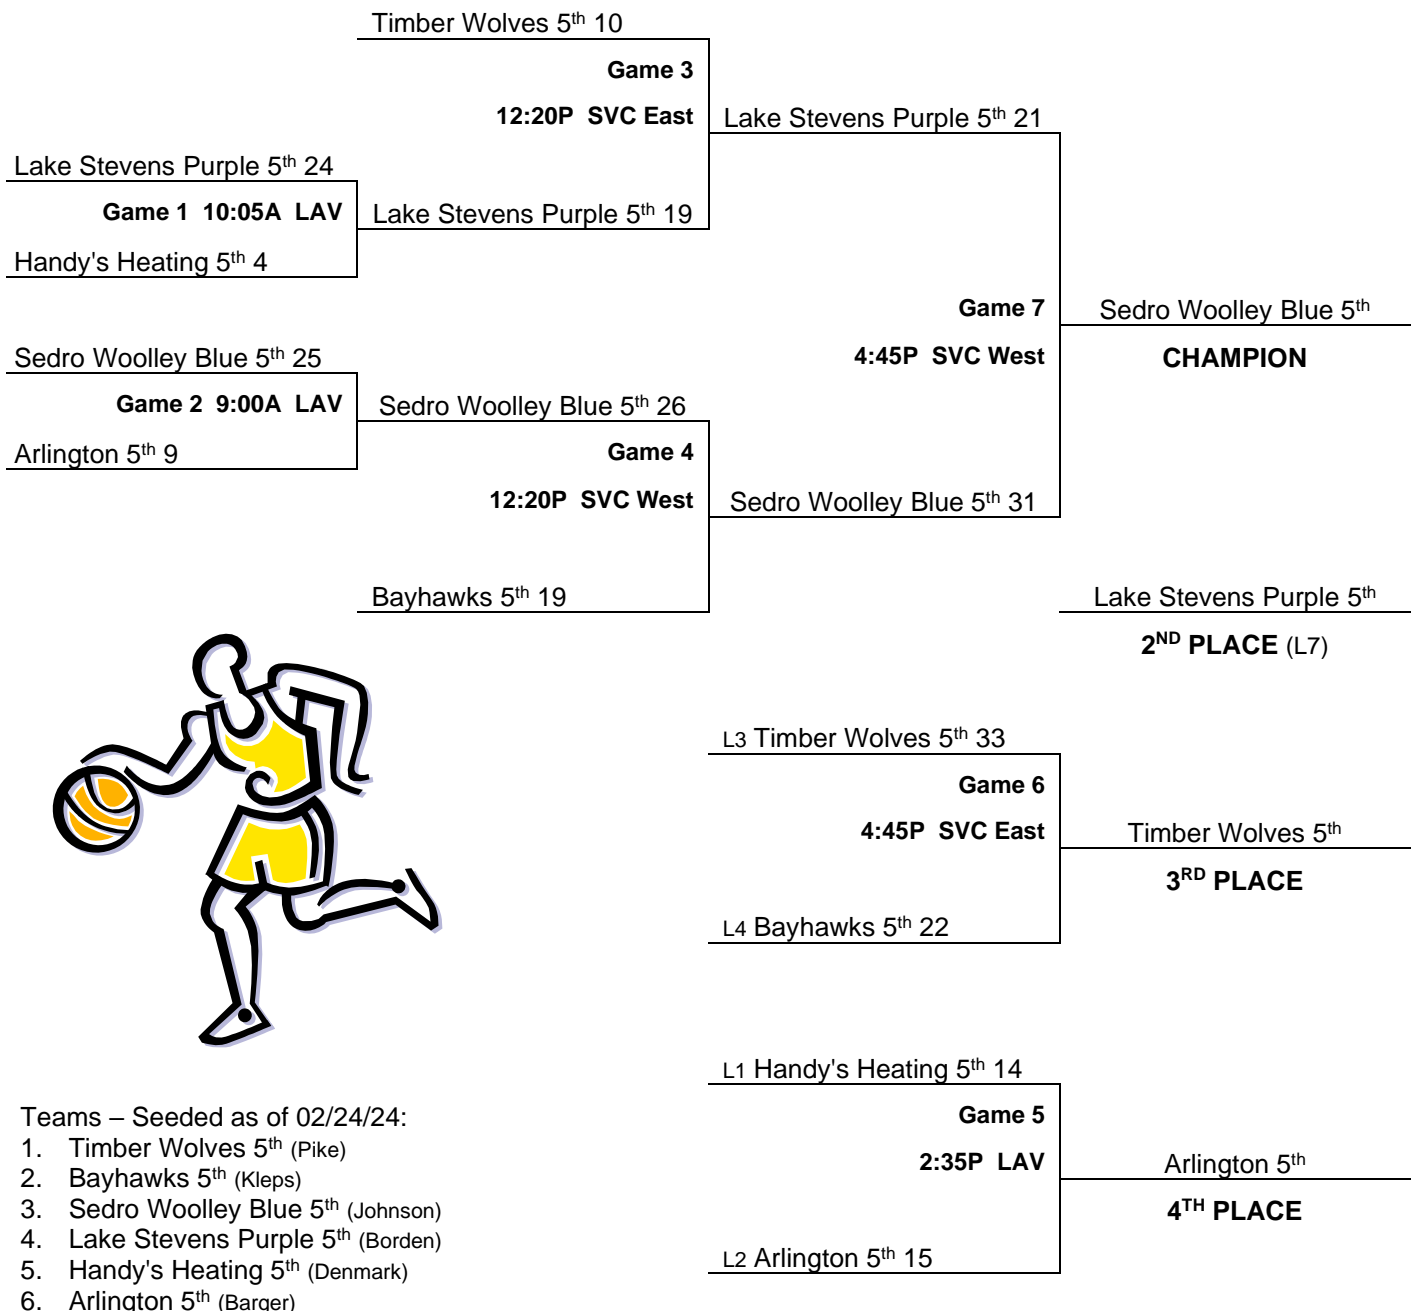 Timber Wolves 5th 10
Game 3
12:20P SVC East
Lake Stevens Purple 5th 21
Lake Stevens Purple 5th 24
Game 1 10:05A LAV
Lake Stevens Purple 5th 19
Handy's Heating 5th 4
Game 7
Sedro Woolley Blue 5th
4:45P SVC West
CHAMPION
Sedro Woolley Blue 5th 25
Game 2 9:00A LAV
Sedro Woolley Blue 5th 26
Arlington 5th 9
Game 4
12:20P SVC West
Sedro Woolley Blue 5th 31
Bayhawks 5th 19
Lake Stevens Purple 5th
2ND PLACE (L7)
L3 Timber Wolves 5th 33
Game 6
4:45P SVC East
Timber Wolves 5th
3RD PLACE
L4 Bayhawks 5th 22
L1 Handy's Heating 5th 14
Game 5
2:35P LAV
Arlington 5th
4TH PLACE
L2 Arlington 5th 15
Teams – Seeded as of 02/24/24:
1. Timber Wolves 5th (Pike)
2. Bayhawks 5th (Kleps)
3. Sedro Woolley Blue 5th (Johnson)
4. Lake Stevens Purple 5th (Borden)
5. Handy's Heating 5th (Denmark)
6. Arlington 5th (Barger)